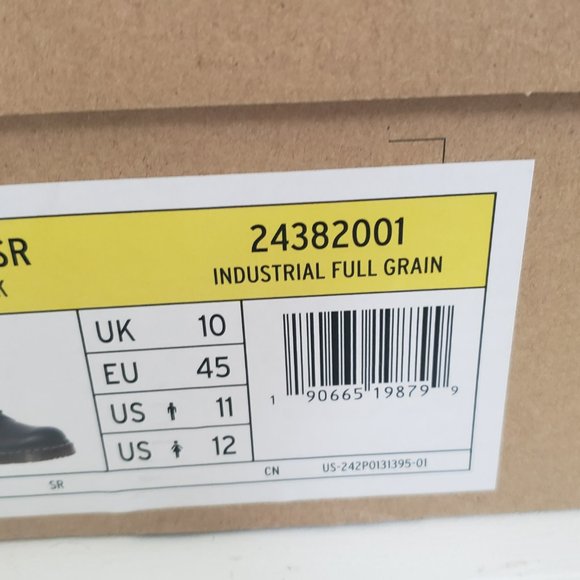 SR
24382001
INDUSTRIAL FULL GRAIN
UK 10
EU 45
US 11
US 12
1 90665 19879 9
SR
CN
US-242P0131395-01